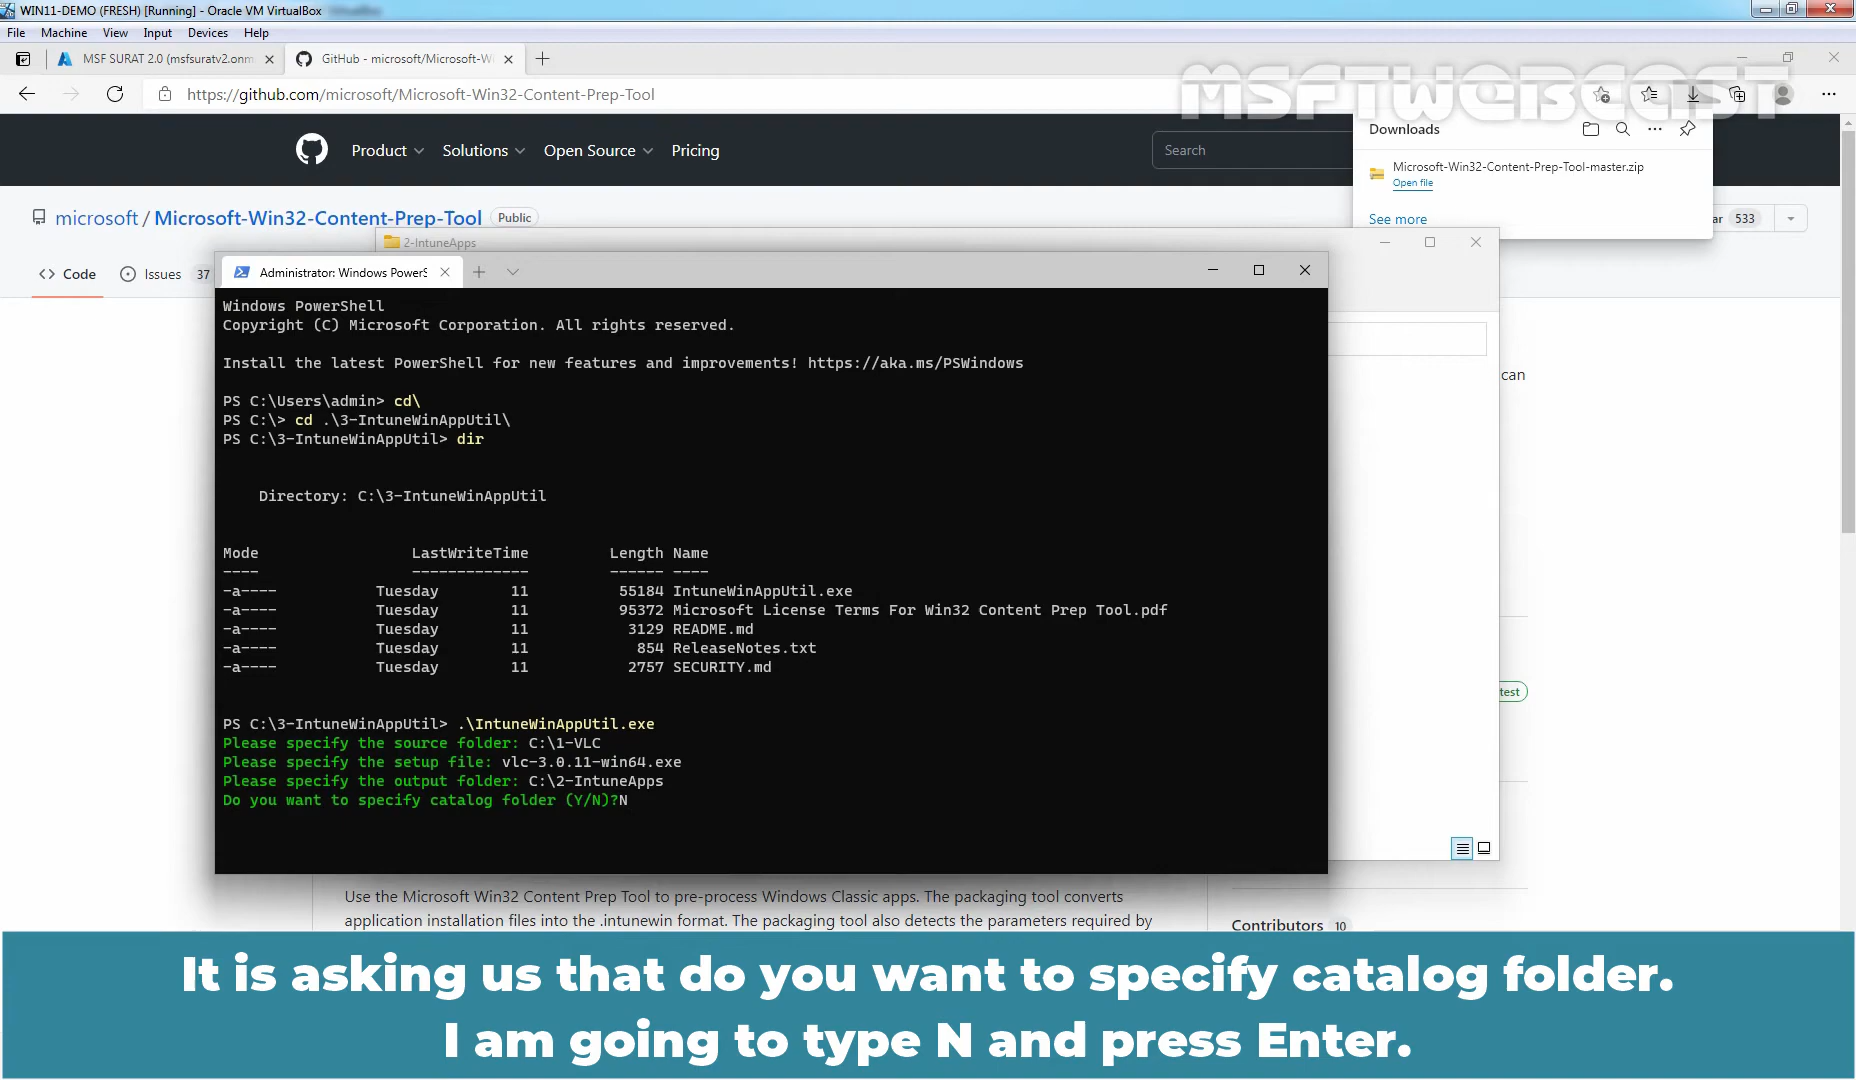 WIN11-DEMO (FRESH) [Running] - Oracle VM VirtualBox
File Machine View Input Devices Help
MSF SURAT 2.0 (msfsuratv2.onm
GitHub - microsoft/Microsoft-Wi
https://github.com/microsoft/Microsoft-Win32-Content-Prep-Tool
MSFTWEBCAST
Product Solutions Open Source Pricing
Search
Downloads
Microsoft-Win32-Content-Prep-Tool-master.zip
Open file
See more
microsoft / Microsoft-Win32-Content-Prep-Tool Public
ar 533
2-IntuneApps
Code Issues 37
Administrator: Windows PowerS
Windows PowerShell
Copyright (C) Microsoft Corporation. All rights reserved.
Install the latest PowerShell for new features and improvements! https://aka.ms/PSWindows
can
PS C:\Users\admin> cd\
PS C:\> cd .\3-IntuneWinAppUtil\
PS C:\3-IntuneWinAppUtil> dir
Directory: C:\3-IntuneWinAppUtil
Mode LastWriteTime Length Name
---- ------------- ------ ----
-a---- Tuesday 11 55184 IntuneWinAppUtil.exe
-a---- Tuesday 11 95372 Microsoft License Terms For Win32 Content Prep Tool.pdf
-a---- Tuesday 11 3129 README.md
-a---- Tuesday 11 854 ReleaseNotes.txt
-a---- Tuesday 11 2757 SECURITY.md
test
PS C:\3-IntuneWinAppUtil> .\IntuneWinAppUtil.exe
Please specify the source folder: C:\1-VLC
Please specify the setup file: vlc-3.0.11-win64.exe
Please specify the output folder: C:\2-IntuneApps
Do you want to specify catalog folder (Y/N)?N
Use the Microsoft Win32 Content Prep Tool to pre-process Windows Classic apps. The packaging tool converts
application installation files into the .intunewin format. The packaging tool also detects the parameters required by
Contributors 10
It is asking us that do you want to specify catalog folder.
I am going to type N and press Enter.